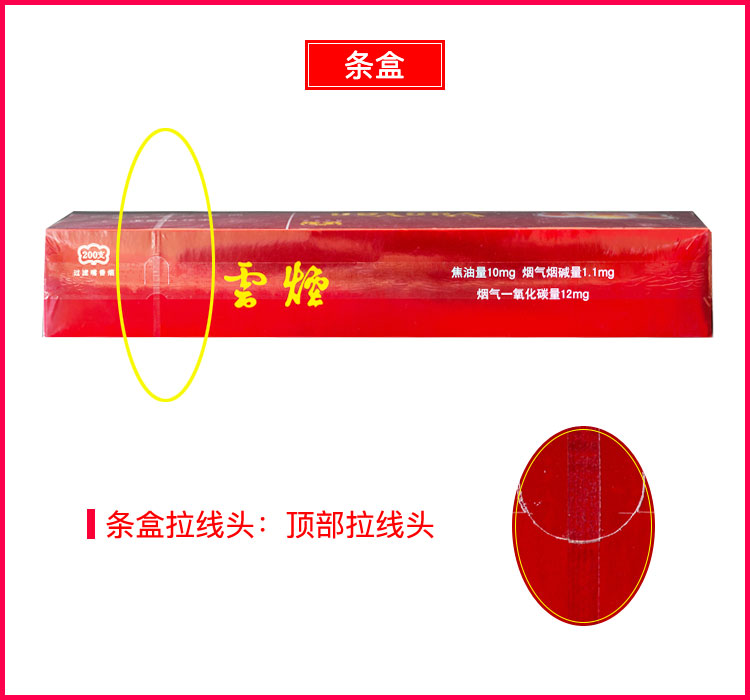 条盒
200支
过滤嘴香烟
雲煙
焦油量10mg 烟气烟碱量1.1mg
烟气一氧化碳量12mg
条盒拉线头：顶部拉线头